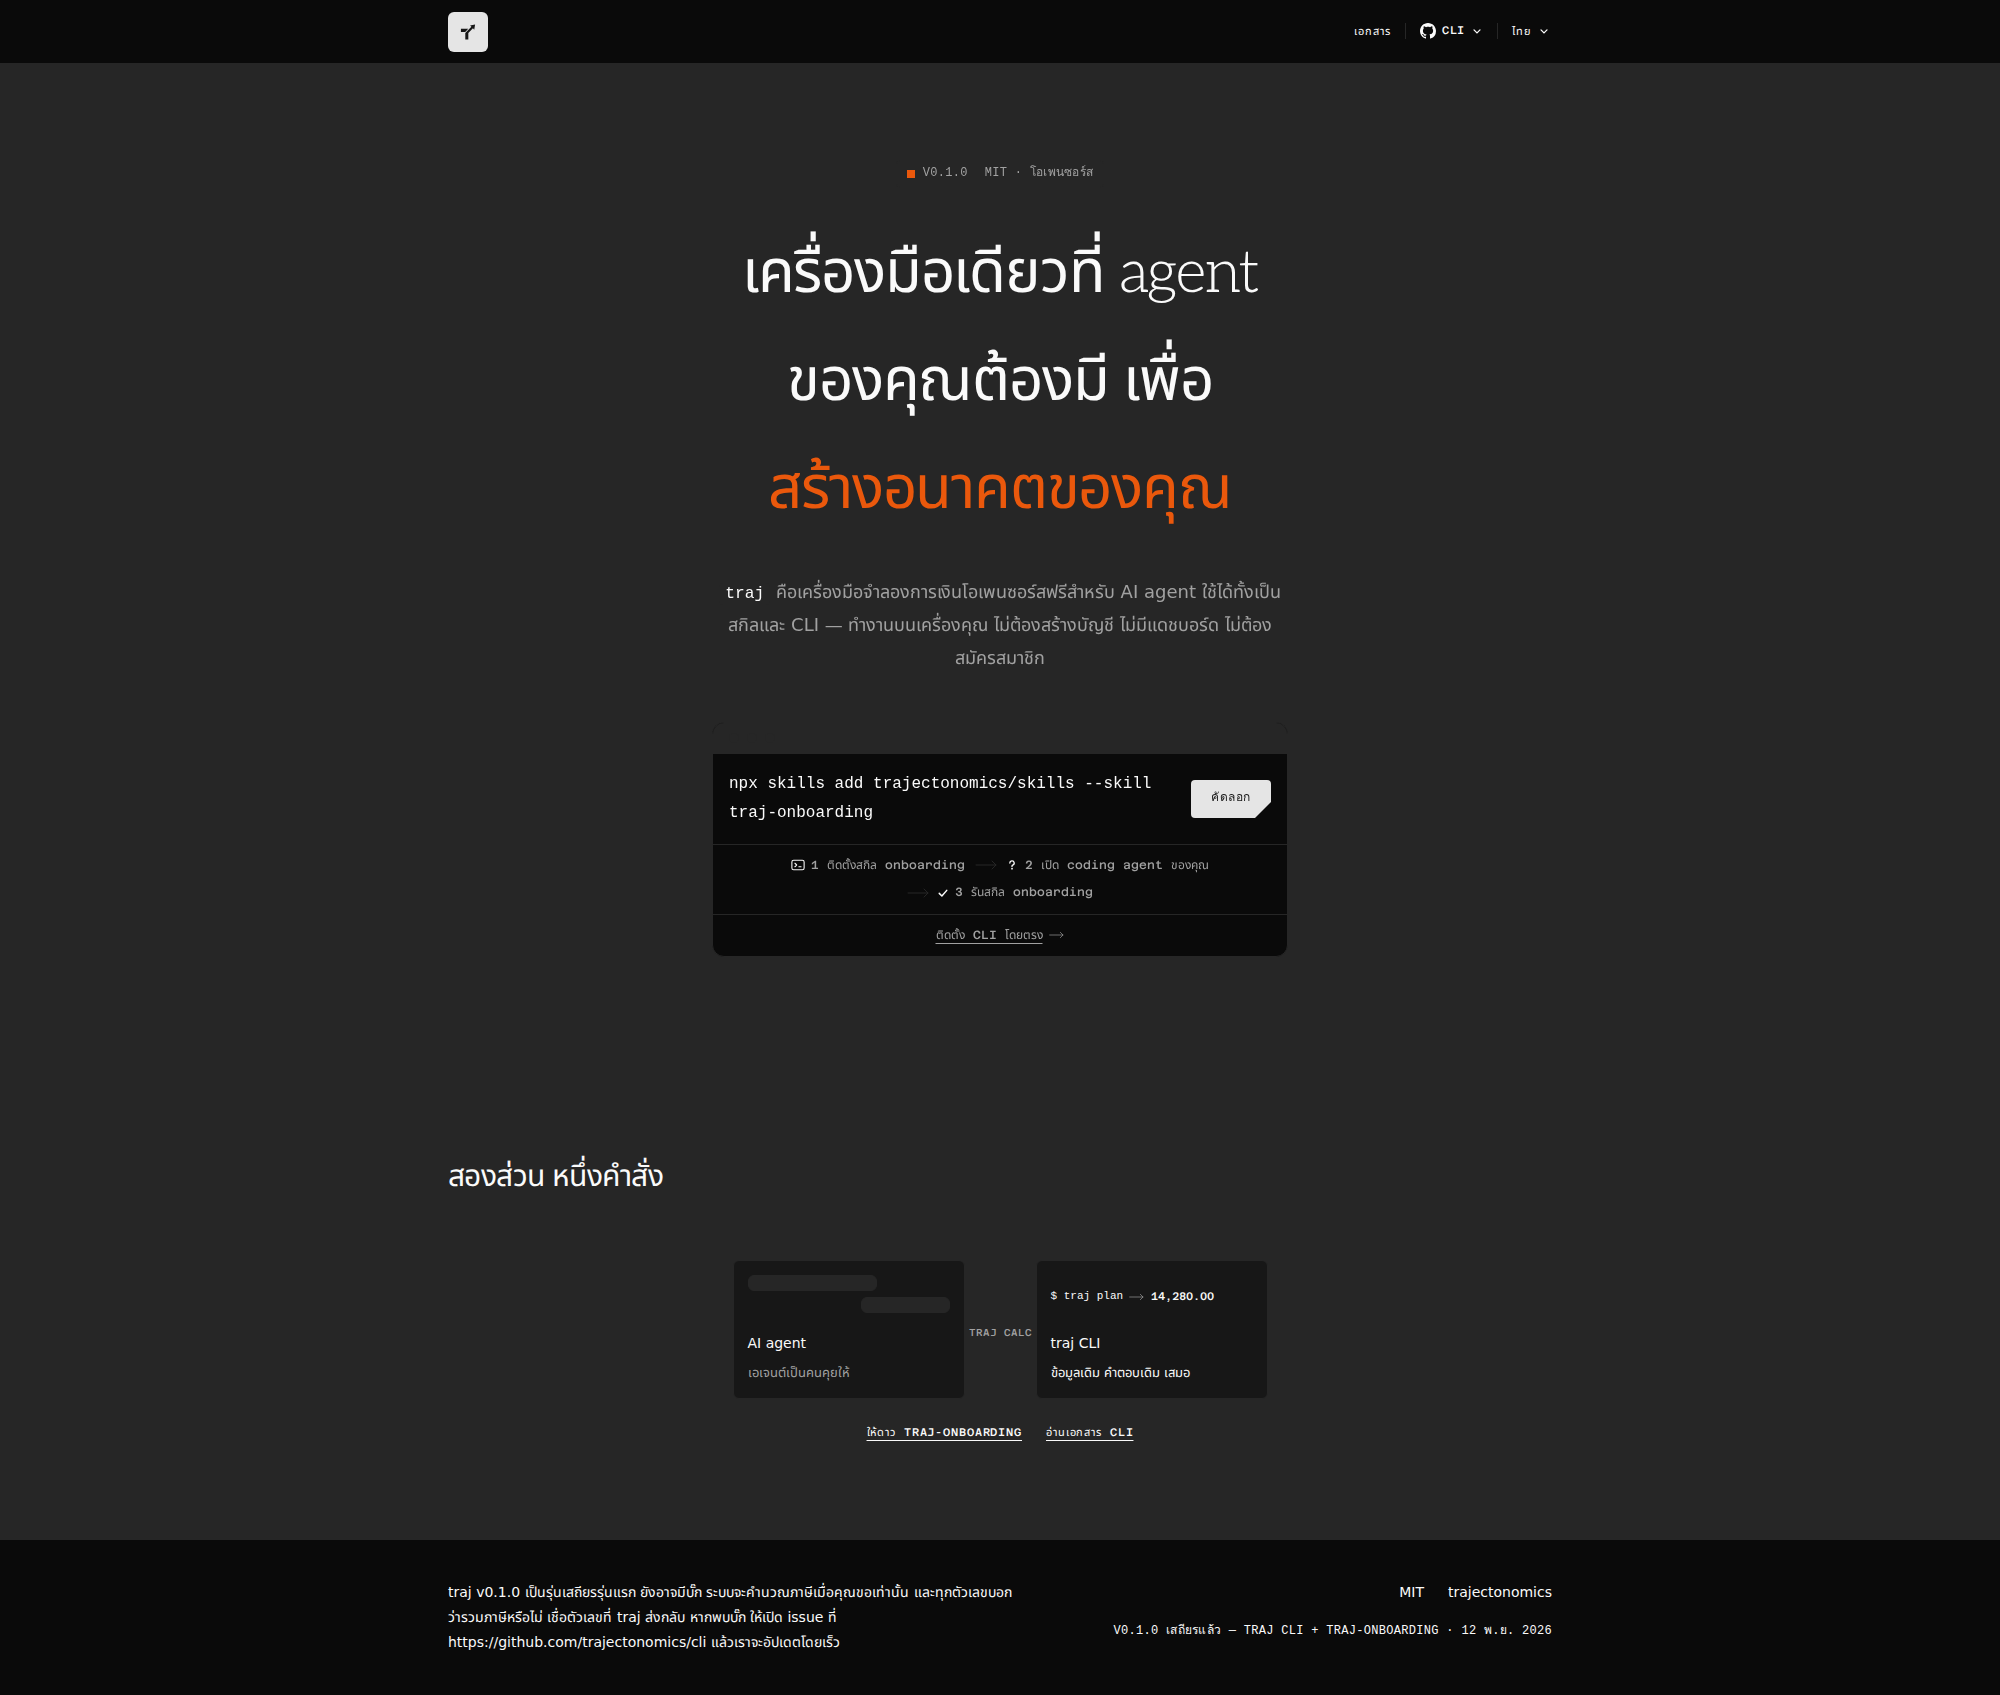 เอกสาร CLI ไทย
V0.1.0 MIT · โอเพนซอร์ส
เครื่องมือเดียวที่ agent
ของคุณต้องมี เพื่อ
สร้างอนาคตของคุณ
traj คือเครื่องมือจำลองการเงินโอเพนซอร์สฟรีสำหรับ AI agent ใช้ได้ทั้งเป็น
สกิลและ CLI — ทำงานบนเครื่องคุณ ไม่ต้องสร้างบัญชี ไม่มีแดชบอร์ด ไม่ต้อง
สมัครสมาชิก
npx skills add trajectonomics/skills --skill
traj-onboarding
คัดลอก
1 ติดตั้งสกิล onboarding ? 2 เปิด coding agent ของคุณ
3 รันสกิล onboarding
ติดตั้ง CLI โดยตรง
สองส่วน หนึ่งคำสั่ง
$ traj plan 14,280.00
TRAJ CALC
AI agent
เอเจนต์เป็นคนคุยให้
traj CLI
ข้อมูลเดิม คำตอบเดิม เสมอ
ให้ดาว TRAJ-ONBOARDING อ่านเอกสาร CLI
traj v0.1.0 เป็นรุ่นเสถียรรุ่นแรก ยังอาจมีบั๊ก ระบบจะคำนวณภาษีเมื่อคุณขอเท่านั้น และทุกตัวเลขบอก
ว่ารวมภาษีหรือไม่ เชื่อตัวเลขที่ traj ส่งกลับ หากพบบั๊ก ให้เปิด issue ที่
https://github.com/trajectonomics/cli แล้วเราจะอัปเดตโดยเร็ว
MIT trajectonomics
V0.1.0 เสถียรแล้ว — TRAJ CLI + TRAJ-ONBOARDING · 12 พ.ย. 2026